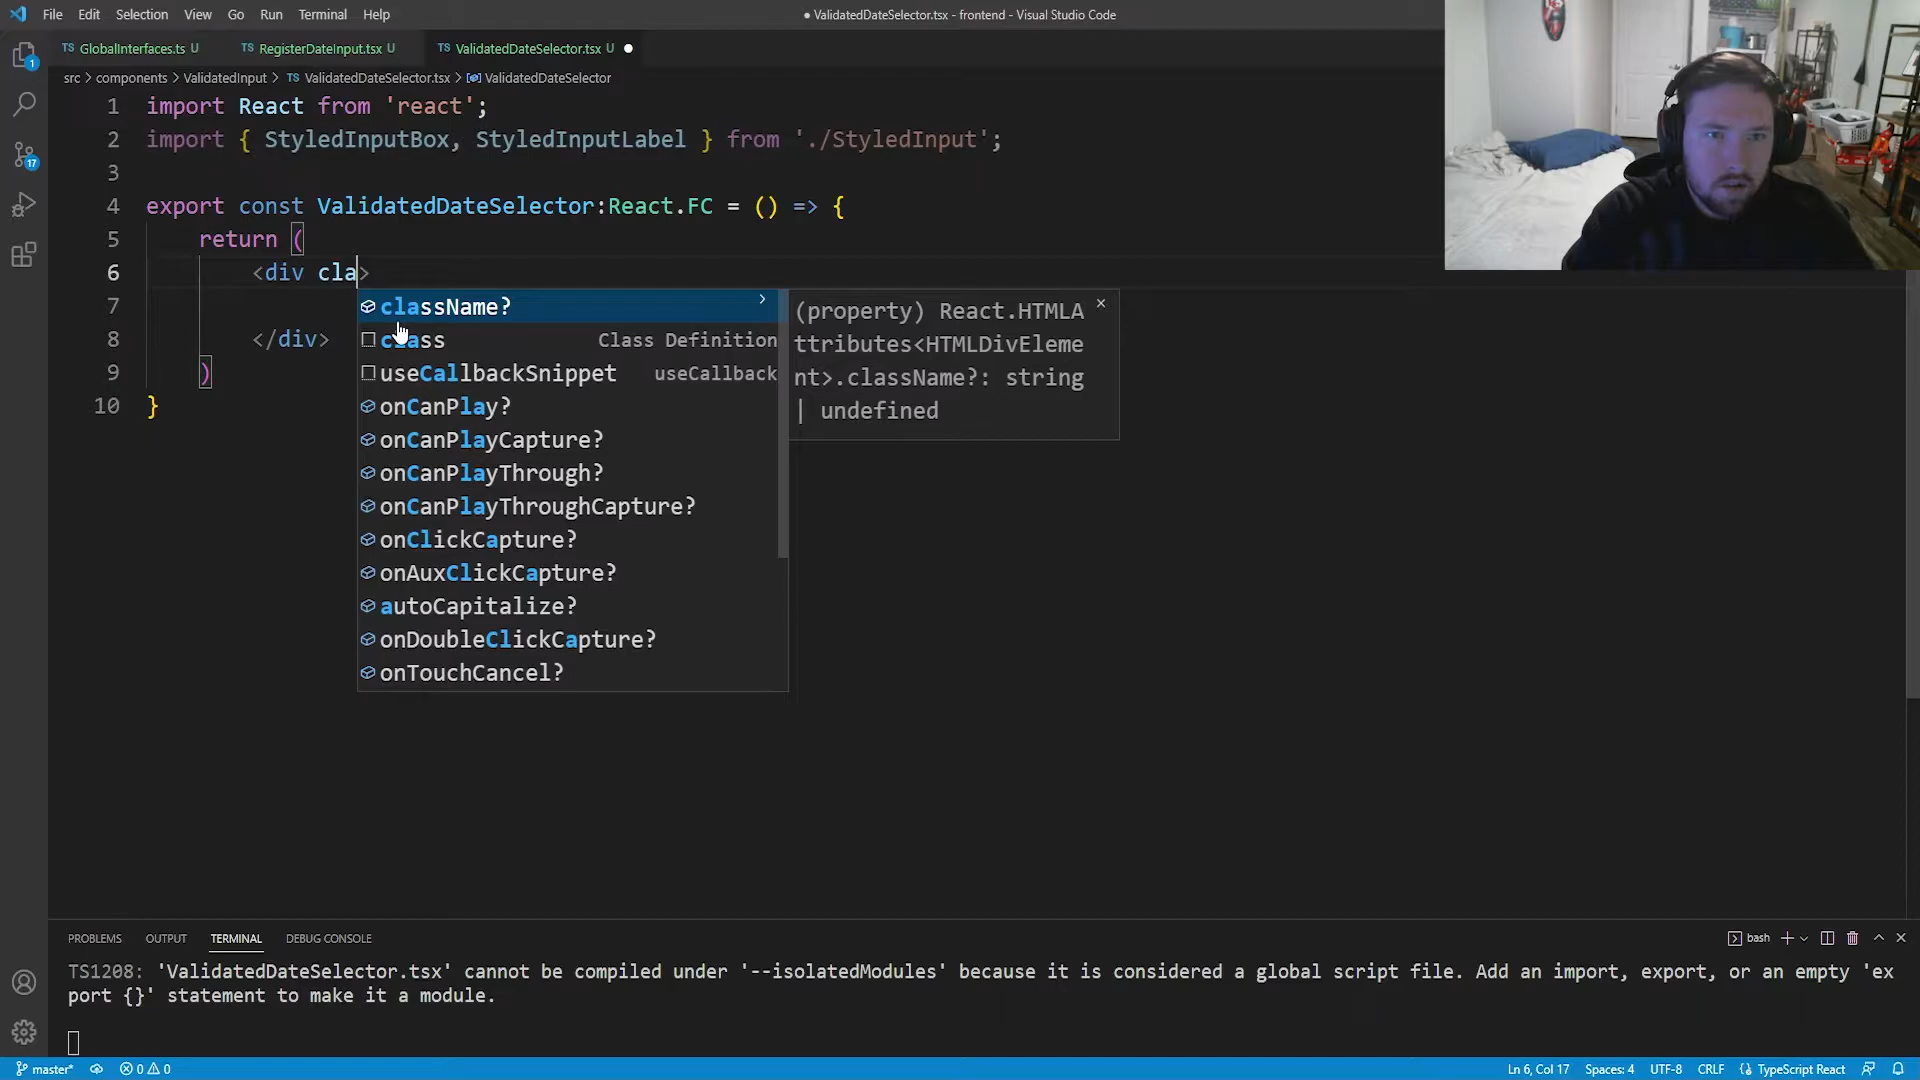 File Edit Selection View Go Run Terminal Help
● ValidatedDateSelector.tsx - frontend - Visual Studio Code
TS GlobalInterfaces.ts U
TS RegisterDateInput.tsx U
TS ValidatedDateSelector.tsx U ●
src > components > ValidatedInput > TS ValidatedDateSelector.tsx > ValidatedDateSelector
1 import React from 'react';
2 import { StyledInputBox, StyledInputLabel } from './StyledInput';
3
4 export const ValidatedDateSelector:React.FC = () => {
5 return (
6 <div cla>
7
8 </div>
9 )
10 }
className? >
class Class Definition
useCallbackSnippet useCallback
onCanPlay?
onCanPlayCapture?
onCanPlayThrough?
onCanPlayThroughCapture?
onClickCapture?
onAuxClickCapture?
autoCapitalize?
onDoubleClickCapture?
onTouchCancel?
(property) React.HTMLA
ttributes<HTMLDivEleme
nt>.className?: string
| undefined
1
17
PROBLEMS OUTPUT TERMINAL DEBUG CONSOLE
bash
TS1208: 'ValidatedDateSelector.tsx' cannot be compiled under '--isolatedModules' because it is considered a global script file. Add an import, export, or an empty 'ex
port {}' statement to make it a module.
master* 0 0
Ln 6, Col 17 Spaces: 4 UTF-8 CRLF {} TypeScript React